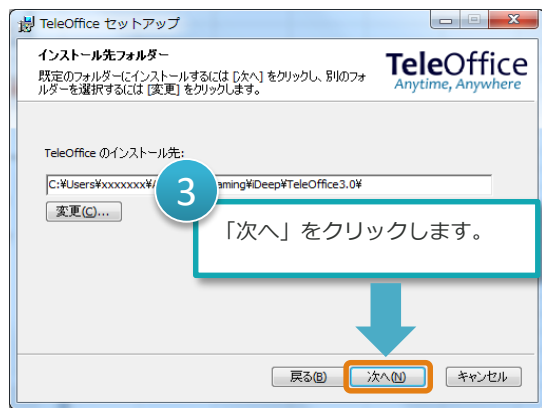 TeleOffice セットアップ
インストール先フォルダー
既定のフォルダーにインストールするには [次へ] をクリックし、別のフォ
ルダーを選択するには [変更] をクリックします。
TeleOffice
Anytime, Anywhere
TeleOffice のインストール先:
C:¥Users¥xxxxxxx¥ aming¥iDeep¥TeleOffice3.0¥
変更(C)...
3
「次へ」をクリックします。
戻る(B) 次へ(N) キャンセル